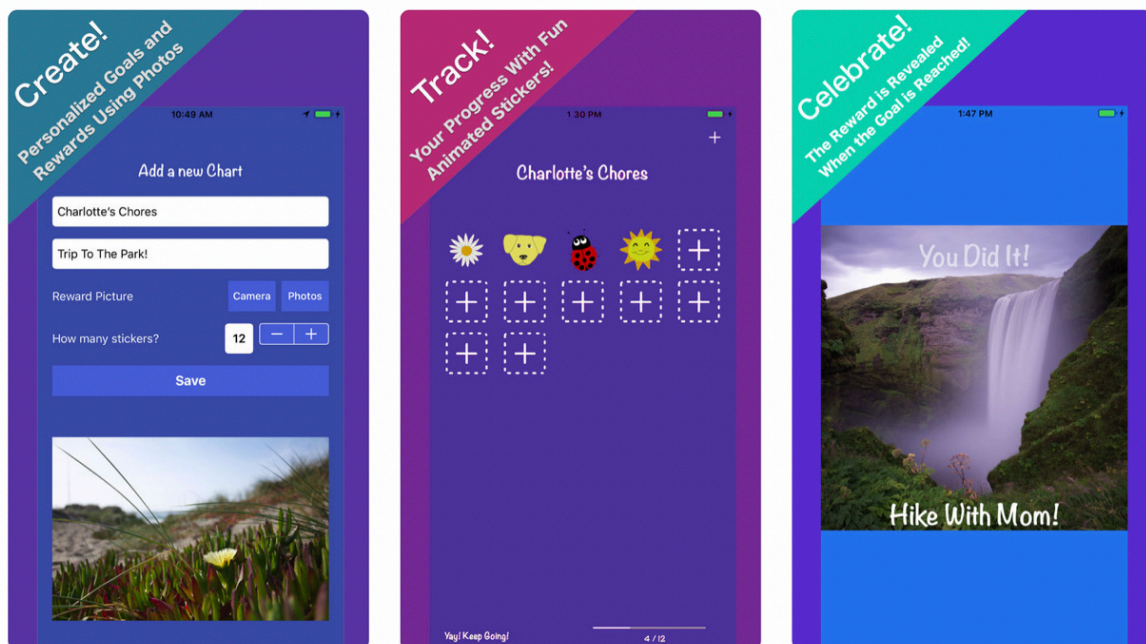 Create!
Personalized Goals and
Rewards Using Photos
10:49 AM
Add a new Chart
Charlotte's Chores
Trip To The Park!
Reward Picture
Camera
Photos
How many stickers?
12
Save
Track!
Your Progress With Fun
Animated Stickers!
1:30 PM
Charlotte's Chores
Yay! Keep Going!
4 / 12
Celebrate!
The Reward is Revealed
When the Goal is Reached!
1:47 PM
You Did It!
Hike With Mom!